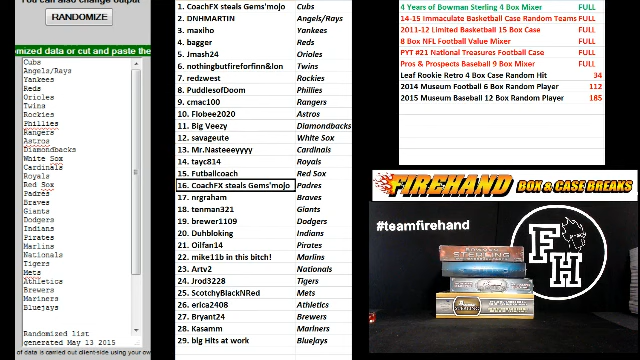 You can also change output
RANDOMIZE
omized data or cut and paste the
Cubs
Angels/Rays
Yankees
Reds
Orioles
Twins
Rockies
Phillies
Rangers
Astros
Diamondbacks
White Sox
Cardinals
Royals
Red Sox
Padres
Braves
Giants
Dodgers
Indians
Pirates
Marlins
Nationals
Tigers
Mets
Athletics
Brewers
Mariners
Bluejays
Randomized list
generated May 13 2015
of data is carried out client-side using your own
1. CoachFX steals Gems'mojo Cubs
2. DNHMARTIN Angels/Rays
3. maxiho Yankees
4. bagger Reds
5. Jmash24 Orioles
6. nothingbutfireforfinn&lon Twins
7. redzwest Rockies
8. PuddlesofDoom Phillies
9. cmac100 Rangers
10. Flobee2020 Astros
11. Big Veezy Diamondbacks
12. savageute White Sox
13. Mr.Nasteeeyyyy Cardinals
14. tayc814 Royals
15. Futballcoach Red Sox
16. CoachFX steals Gems'mojo Padres
17. nrgraham Braves
18. tenman321 Giants
19. brewer1109 Dodgers
20. Duhbloking Indians
21. Oilfan14 Pirates
22. mike11b in this bitch! Marlins
23. Artv2 Nationals
24. Jrod3228 Tigers
25. ScotchyBlackNRed Mets
26. erica2408 Athletics
27. Bryant24 Brewers
28. Kasamm Mariners
29. big Hits at work Bluejays
4 Years of Bowman Sterling 4 Box Mixer FULL
14-15 Immaculate Basketball Case Random Teams FULL
2011-12 Limited Basketball 15 Box Case FULL
8 Box NFL Football Value Mixer FULL
PYT #21 National Treasures Football Case FULL
Pros & Prospects Baseball 9 Box Mixer FULL
Leaf Rookie Retro 4 Box Case Random Hit 34
2014 Museum Football 6 Box Random Player 112
2015 Museum Baseball 12 Box Random Player 185
FIREHAND BOX & CASE BREAKS
#teamfirehand
FH
STERLING